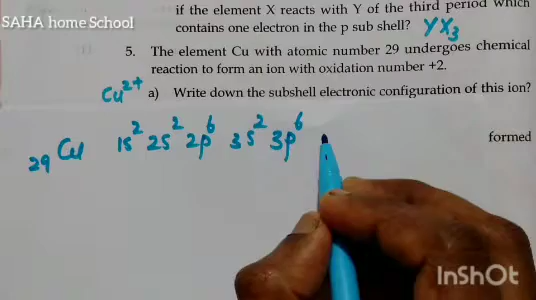 if the element X reacts with Y of the third period which
contains one electron in the p sub shell? YX3
SAHA home School
5. The element Cu with atomic number 29 undergoes chemical
reaction to form an ion with oxidation number +2.
Cu2+ a) Write down the subshell electronic configuration of this ion?
29Cu 1s2 2s2 2p6 3s2 3p6
formed
InShOt